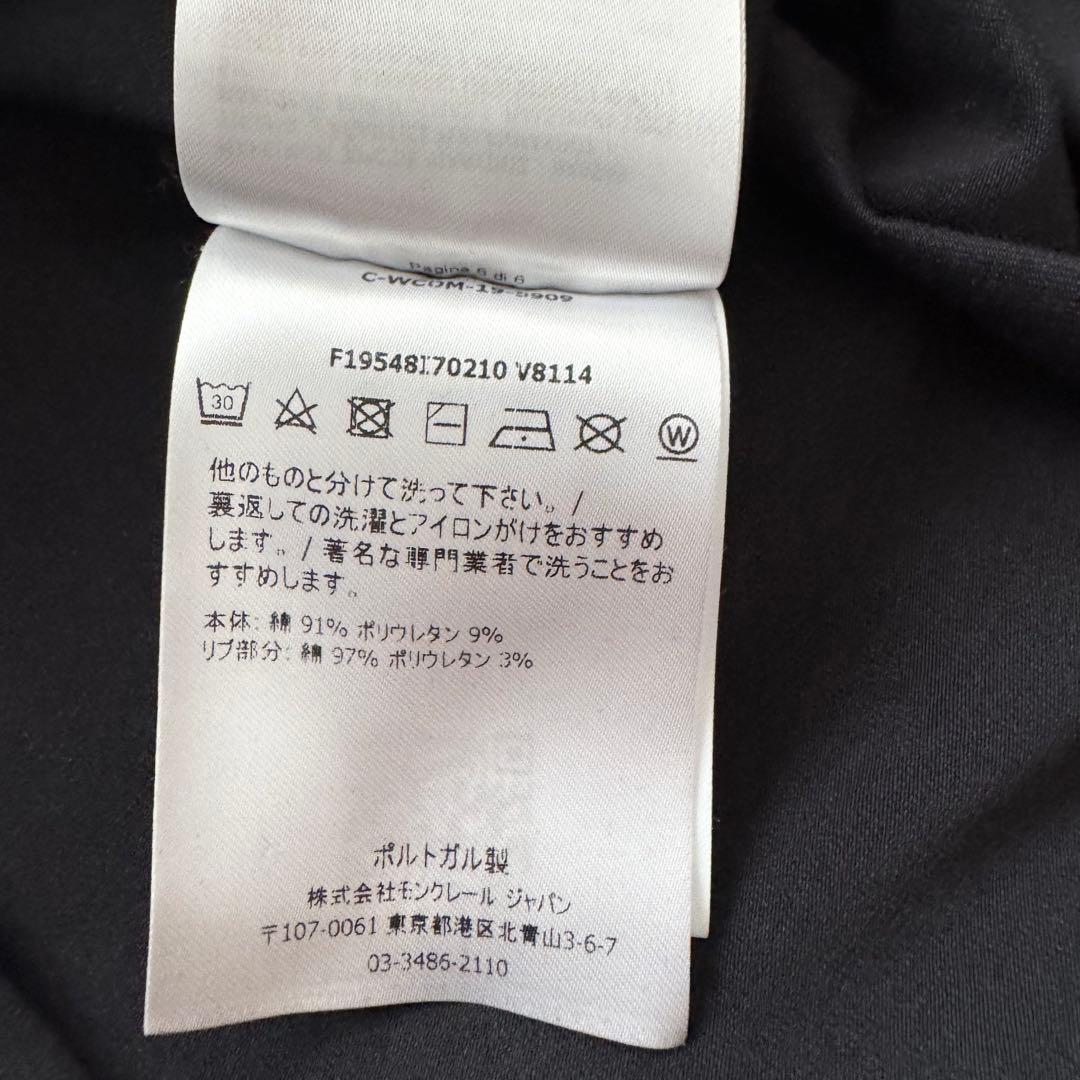 Pagina 6 di 6
C-WCOM-19-8909
F19548I70210 V8114
30
W
他のものと分けて洗って下さい。/
裏返しての洗濯とアイロンがけをおすすめ
します。/ 著名な専門業者で洗うことをお
すすめします。
本体: 綿 91% ポリウレタン 9%
リブ部分: 綿 97% ポリウレタン 3%
ポルトガル製
株式会社モンクレール ジャパン
〒107-0061 東京都港区北青山3-6-7
03-3486-2110